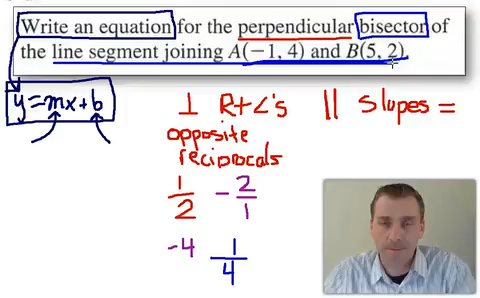 Write an equation for the perpendicular bisector of
the line segment joining A(−1, 4) and B(5, 2).
y = mx + b
⊥ Rt ∠'s || slopes =
opposite
reciprocals
1/2 - 2/1
-4 1/4